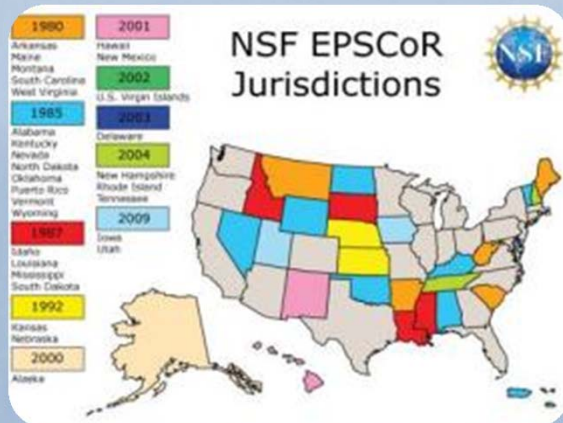 1980
Arkansas
Maine
Montana
South Carolina
West Virginia
1985
Alabama
Kentucky
Nevada
North Dakota
Oklahoma
Puerto Rico
Vermont
Wyoming
1987
Idaho
Louisiana
Mississippi
South Dakota
1992
Kansas
Nebraska
2000
Alaska
2001
Hawaii
New Mexico
2002
U.S. Virgin Islands
2003
Delaware
2004
New Hampshire
Rhode Island
Tennessee
2009
Iowa
Utah
NSF EPSCoR
Jurisdictions
NSF